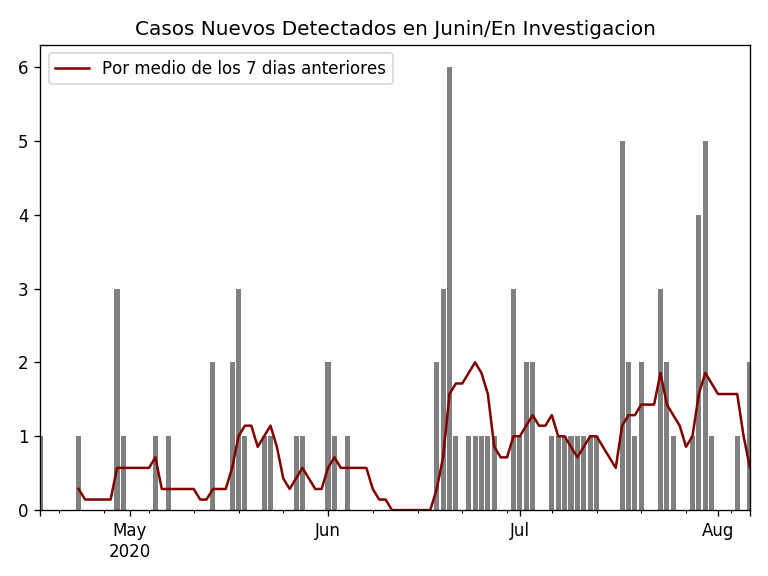 Casos Nuevos Detectados en Junin/En Investigacion
Por medio de los 7 dias anteriores
6
5
4
3
2
1
0
May
2020
Jun
Jul
Aug